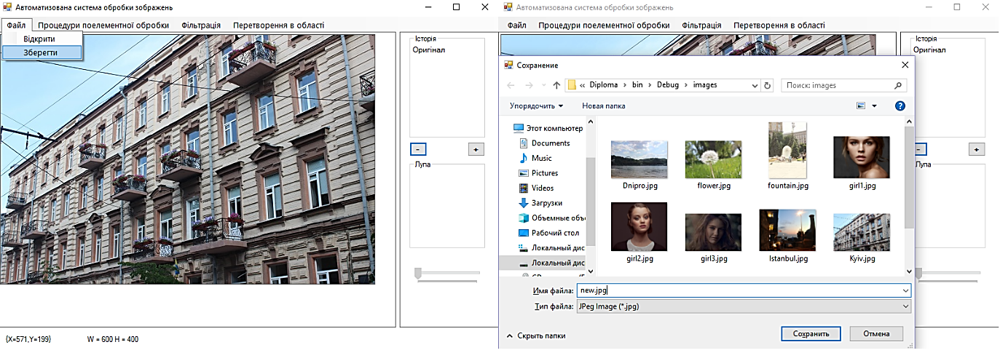 Автоматизована система обробки зображень
Файл Процедури поелементної обробки Фільтрація Перетворення в області
Відкрити
Зберегти
Історія
Оригінал
-
+
Лупа
{X=571,Y=199} W = 600 H = 400
Автоматизована система обробки зображень
Файл Процедури поелементної обробки Фільтрація Перетворення в області
Історія
Оригінал
-
+
Лупа
Сохранение
« Diploma › bin › Debug › images
Поиск: images
Упорядочить Новая папка
Этот компьютер
Documents
Music
Pictures
Videos
Загрузки
Объемные объ
Рабочий стол
Локальный дис
Локальный дис
Dnipro.jpg flower.jpg fountain.jpg girl1.jpg
girl2.jpg girl3.jpg Istanbul.jpg Kyiv.jpg
Имя файла: new.jpg
Тип файла: JPeg Image (*.jpg)
Скрыть папки
Сохранить Отмена